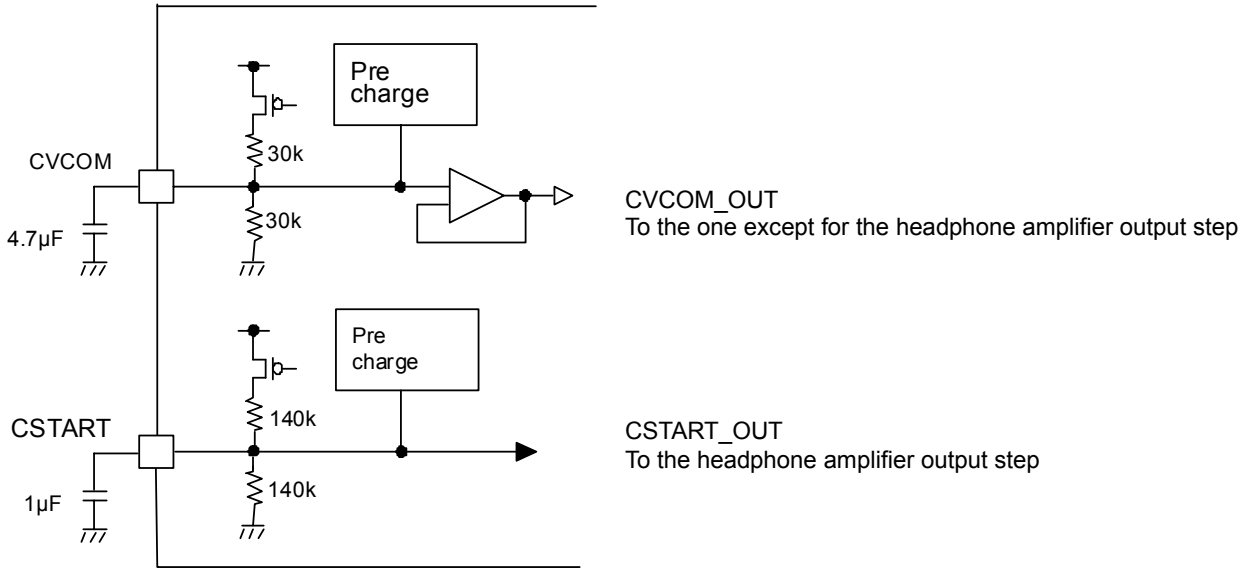 Pre
charge
30k
CVCOM
30k
4.7µF
CVCOM_OUT
To the one except for the headphone amplifier output step
Pre
charge
140k
CSTART
140k
1µF
CSTART_OUT
To the headphone amplifier output step